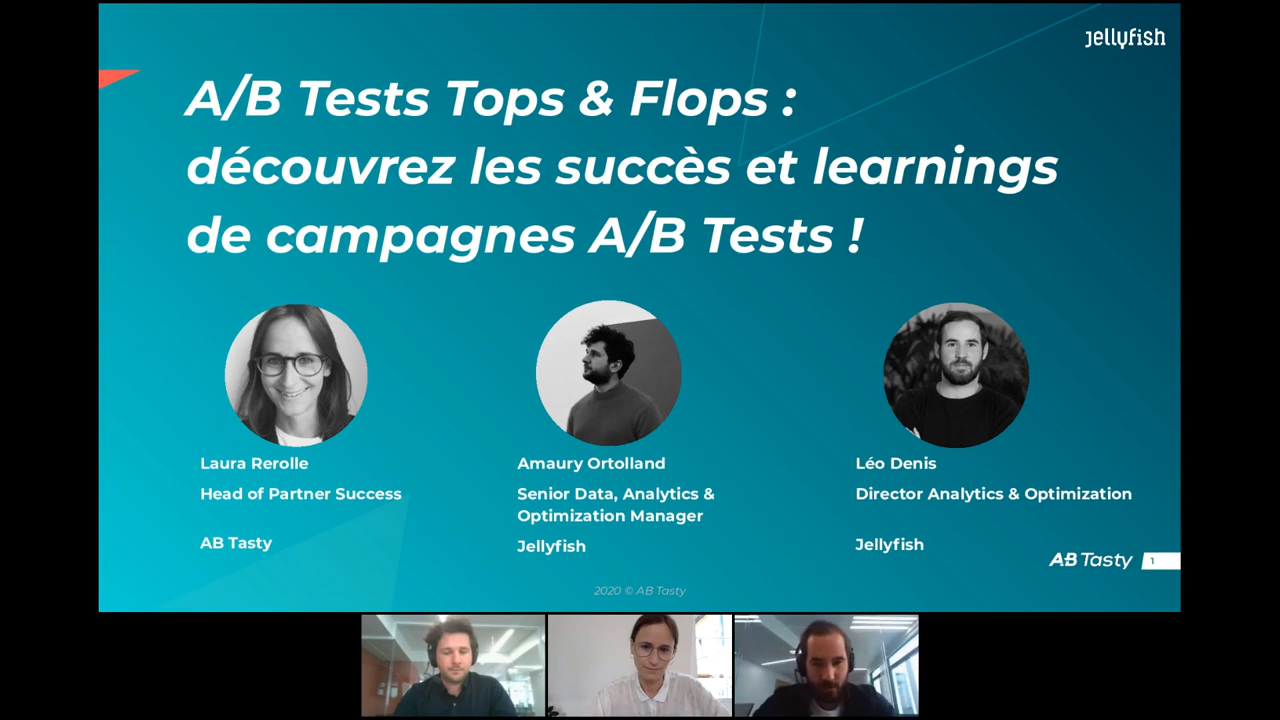 jellyfish
A/B Tests Tops & Flops :
découvrez les succès et learnings
de campagnes A/B Tests !
Laura Rerolle
Head of Partner Success
AB Tasty
Amaury Ortolland
Senior Data, Analytics &
Optimization Manager
Jellyfish
Léo Denis
Director Analytics & Optimization
Jellyfish
AB Tasty
1
2020 © AB Tasty